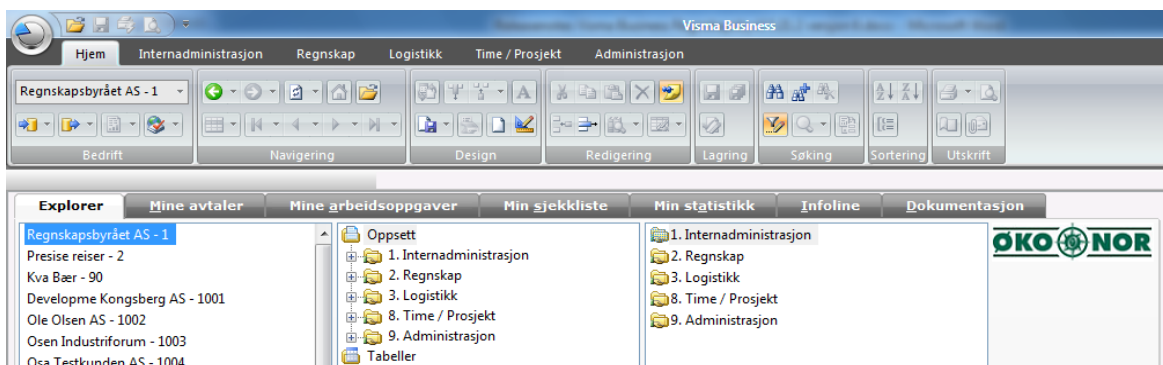 Visma Business
Hjem Internadministrasjon Regnskap Logistikk Time / Prosjekt Administrasjon
Regnskapsbyrået AS - 1
Bedrift Navigering Design Redigering Lagring Søking Sortering Utskrift
Explorer Mine avtaler Mine arbeidsoppgaver Min sjekkliste Min statistikk Infoline Dokumentasjon
Regnskapsbyrået AS - 1
Presise reiser - 2
Kva Bær - 90
Developme Kongsberg AS - 1001
Ole Olsen AS - 1002
Osen Industriforum - 1003
Osa Testkunden AS - 1004
Oppsett
1. Internadministrasjon
2. Regnskap
3. Logistikk
8. Time / Prosjekt
9. Administrasjon
Tabeller
1. Internadministrasjon
2. Regnskap
3. Logistikk
8. Time / Prosjekt
9. Administrasjon
ØKO NOR